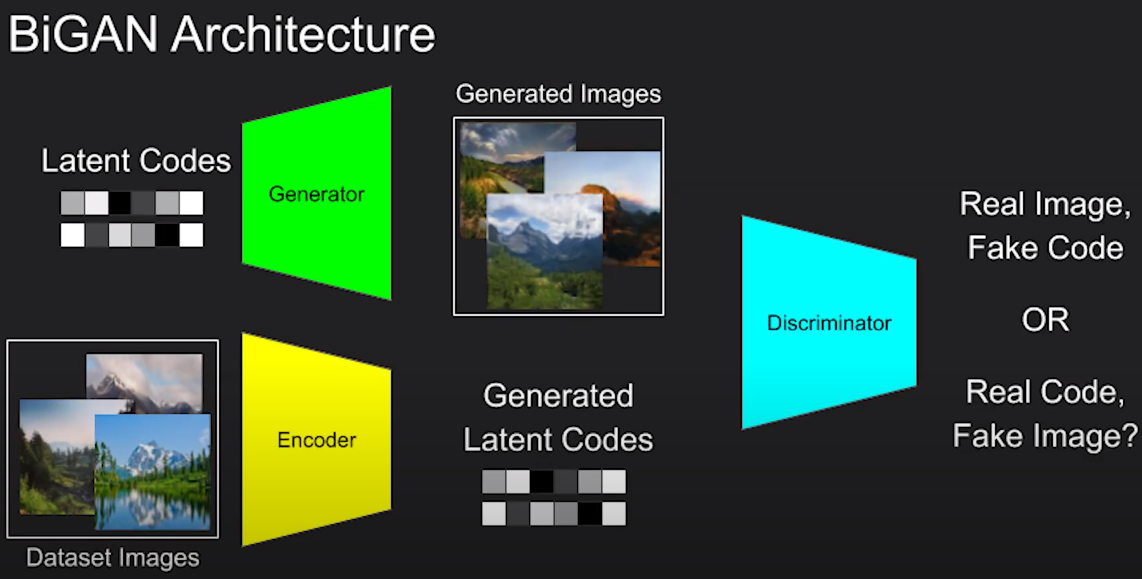 BiGAN Architecture
Generated Images
Latent Codes
Generator
Real Image,
Fake Code
OR
Discriminator
Real Code,
Fake Image?
Encoder
Generated
Latent Codes
Dataset Images